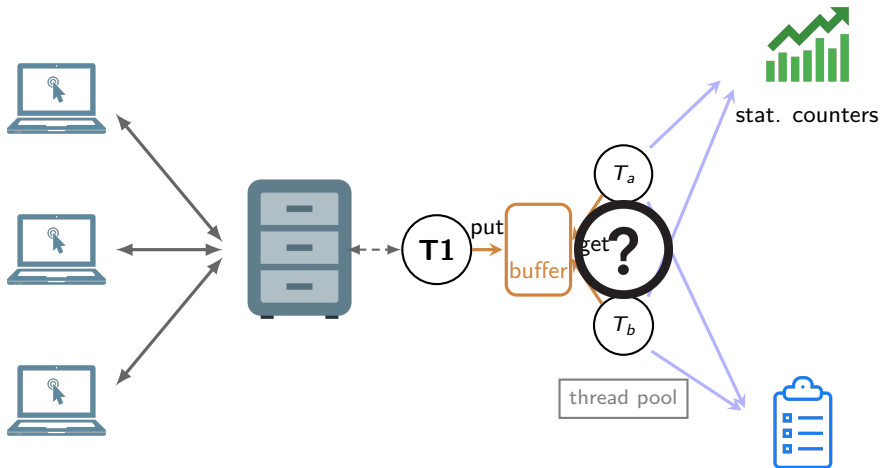 stat. counters
T_a
put
T1
get
?
buffer
T_b
thread pool